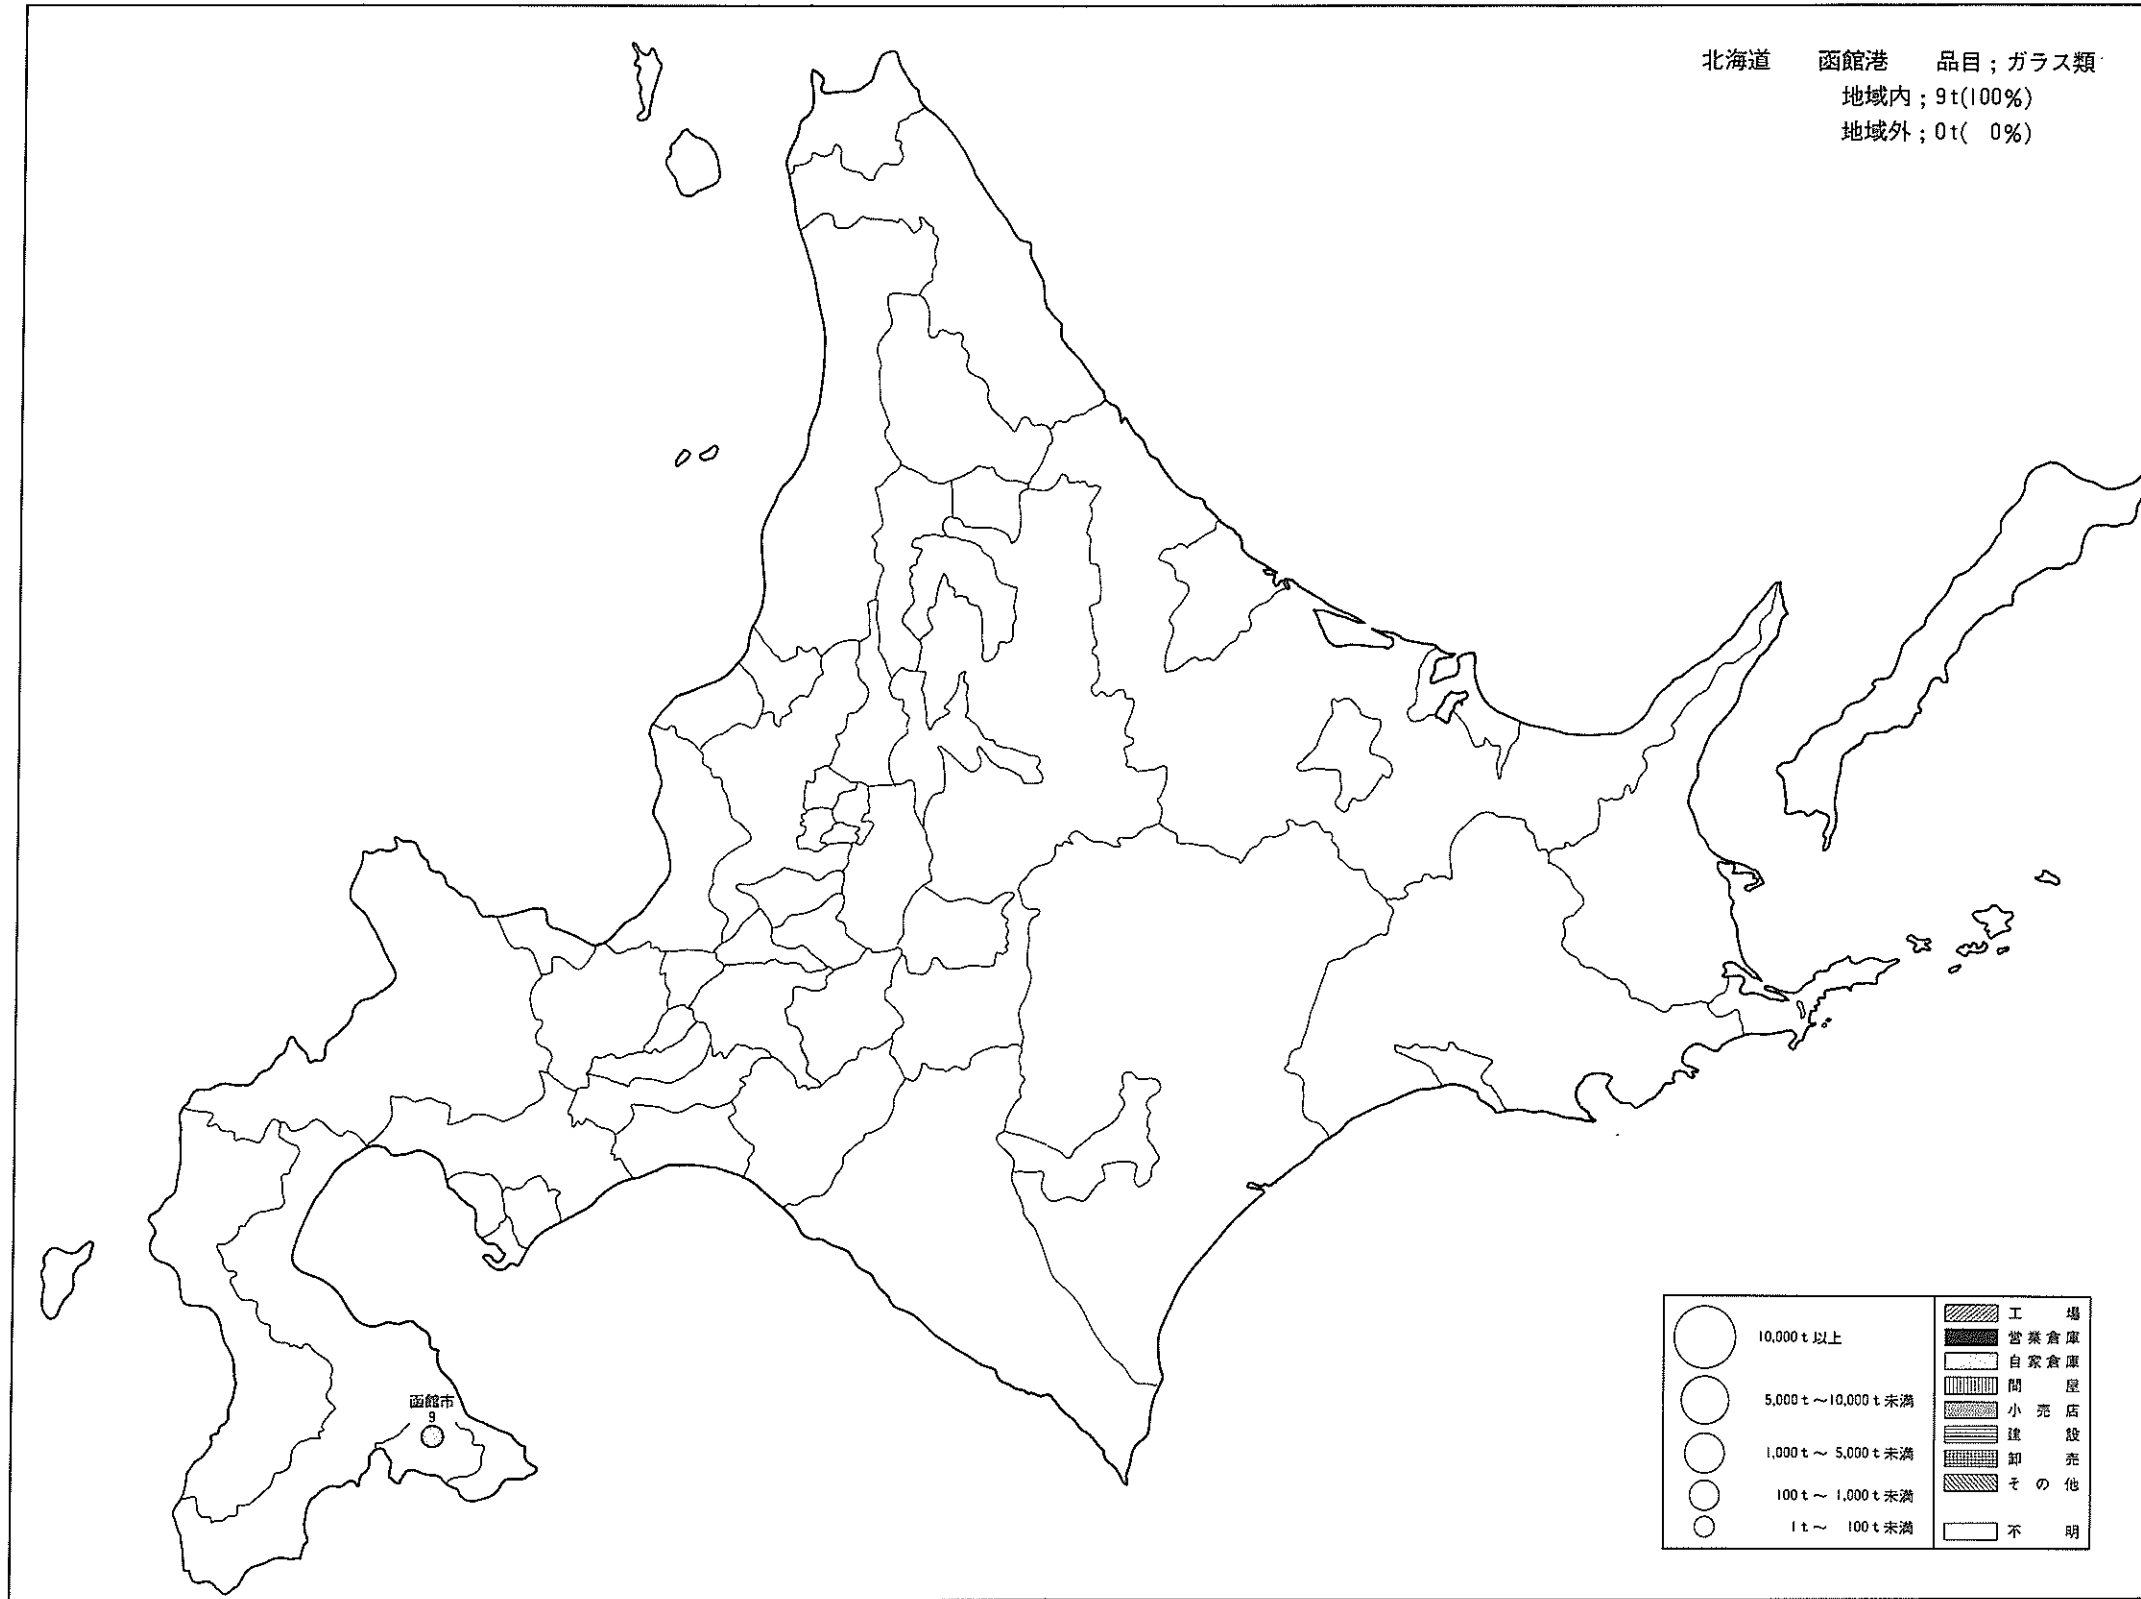 北海道 函館港 品目；ガラス類
地域内；9t(100%)
地域外；0t( 0%)
函館市
9
10,000t以上
5,000t～10,000t未満
1,000t～5,000t未満
100t～1,000t未満
1t～ 100t未満
工場
営業倉庫
自家倉庫
問屋
小売店
建設
卸売
その他
不明